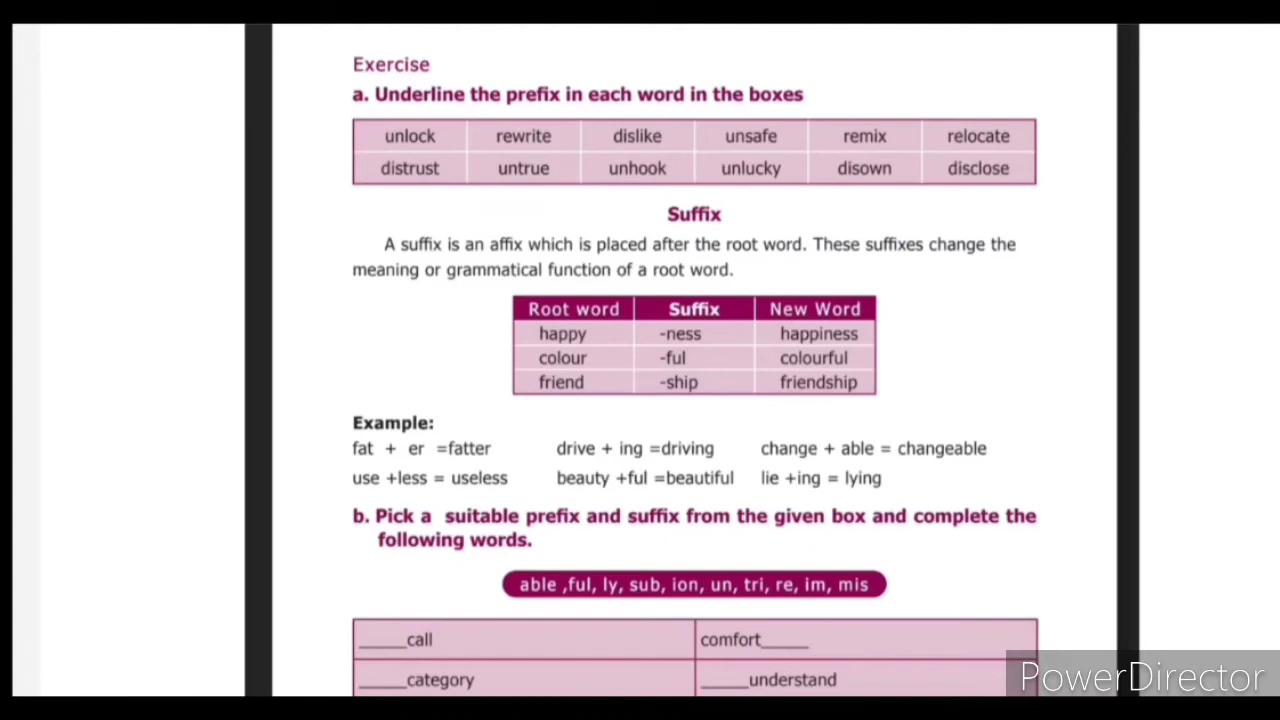 Exercise
a. Underline the prefix in each word in the boxes
unlock rewrite dislike unsafe remix relocate
distrust untrue unhook unlucky disown disclose
Suffix
A suffix is an affix which is placed after the root word. These suffixes change the
meaning or grammatical function of a root word.
Root word Suffix New Word
happy -ness happiness
colour -ful colourful
friend -ship friendship
Example:
fat + er =fatter drive + ing =driving change + able = changeable
use +less = useless beauty +ful =beautiful lie +ing = lying
b. Pick a suitable prefix and suffix from the given box and complete the
following words.
able ,ful, ly, sub, ion, un, tri, re, im, mis
_____call comfort_____
_____category _____understand
PowerDirector